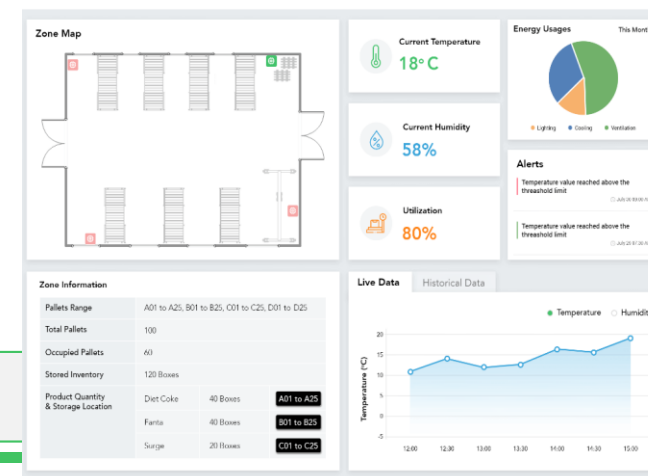 Zone Map
Current Temperature
18° C
Current Humidity
58%
Utilization
80%
Energy Usages
This Month
Lighting
Cooling
Ventilation
Alerts
Temperature value reached above the
threashold limit
Temperature value reached above the
threashold limit
Zone Information
Pallets Range A01 to A25, B01 to B25, C01 to C25, D01 to D25
Total Pallets 100
Occupied Pallets 60
Stored Inventory 120 Boxes
Product Quantity
& Storage Location
Diet Coke 40 Boxes A01 to A25
Fanta 40 Boxes B01 to B25
Surge 20 Boxes C01 to C25
Live Data Historical Data
Temperature Humidit
Temperature (°C)
20
15
10
5
0
-5
12:00 12:30 13:00 13:30 14:00 14:30 15:00